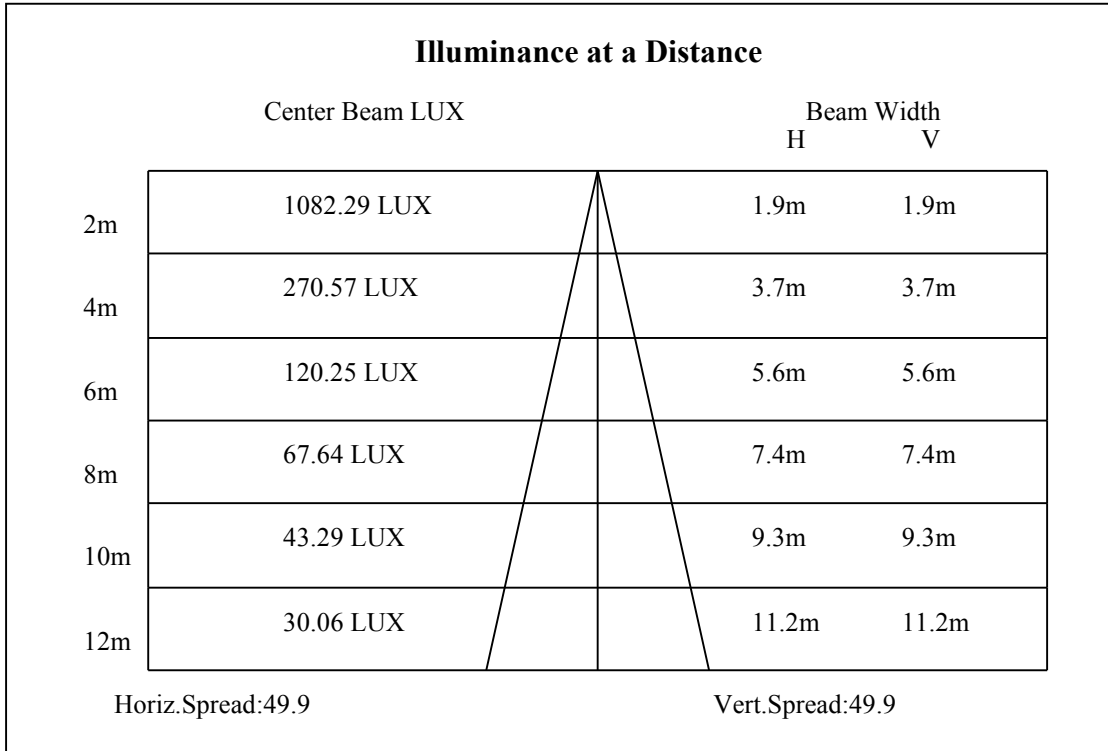 Illuminance at a Distance
Center Beam LUX Beam Width
H V
2m 1082.29 LUX 1.9m 1.9m
4m 270.57 LUX 3.7m 3.7m
6m 120.25 LUX 5.6m 5.6m
8m 67.64 LUX 7.4m 7.4m
10m 43.29 LUX 9.3m 9.3m
12m 30.06 LUX 11.2m 11.2m
Horiz.Spread:49.9 Vert.Spread:49.9